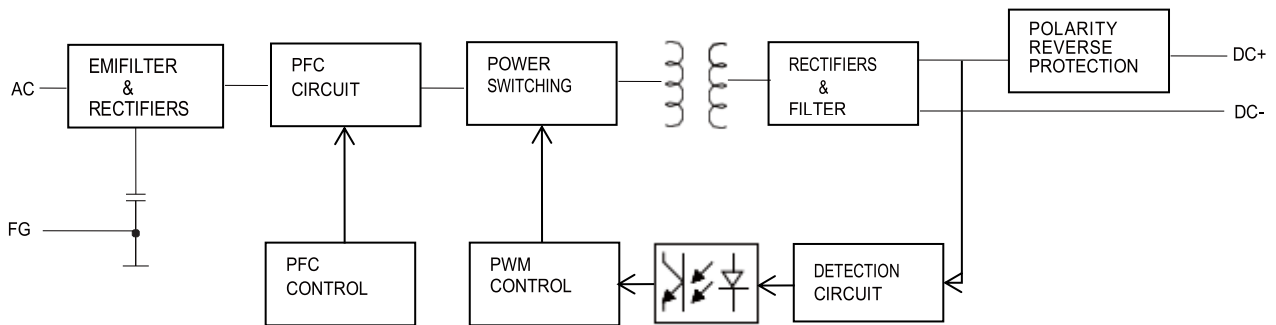 AC
EMIFILTER
&
RECTIFIERS
PFC
CIRCUIT
POWER
SWITCHING
RECTIFIERS
&
FILTER
POLARITY
REVERSE
PROTECTION
DC+
DC-
FG
PFC
CONTROL
PWM
CONTROL
DETECTION
CIRCUIT